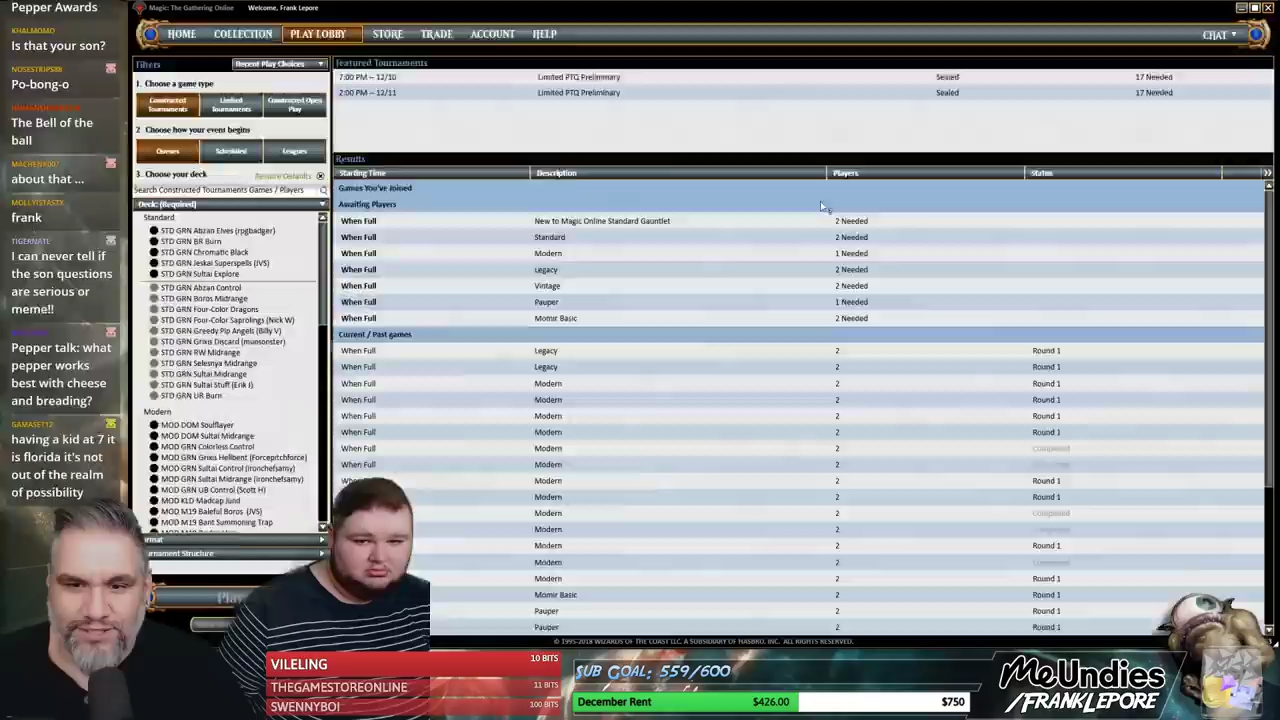 Pepper Awards
KHALMOMO
Is that your son?
NOSESTRIPS88
Po-bong-o
The Bell of the
ball
MACHENKIX7
about that ...
MOLLYISTASTY
frank
TIGERNATE
I can never tell if
the son questions
are serious or
meme!!
Pepper talk: what
pepper works
best with cheese
and breading?
GAMASET12
having a kid at 7 it
is florida it's not
out of the realm
of possibility
Magic: The Gathering Online Welcome, Frank Lepore
HOME COLLECTION PLAY LOBBY STORE TRADE ACCOUNT HELP CHAT
Filters Recent Play Choices
1. Choose a game type
Constructed Tournaments Limited Tournaments Constructed Open Play
2 Choose how your event begins
Queues Scheduled Leagues
3. Choose your deck Restore Defaults
Search Constructed Tournaments Games / Players
Deck: (Required)
Standard
STD GRN Abzan Elves (rpgbadger)
STD GRN BR Burn
STD GRN Chromatic Black
STD GRN Jeskai Superspells (JVS)
STD GRN Sultai Explore
STD GRN Abzan Control
STD GRN Boros Midrange
STD GRN Four-Color Dragons
STD GRN Four-Color Saprolings (Nick W)
STD GRN Greedy Pip Angels (Billy V)
STD GRN Grixis Discard (munsonster)
STD GRN RW Midrange
STD GRN Selesnya Midrange
STD GRN Sultai Midrange
STD GRN Sultai Stuff (Erik J)
STD GRN UR Burn
Modern
MOD DOM Soulflayer
MOD DOM Sultai Midrange
MOD GRN Colorless Control
MOD GRN Grixis Hellbent (Forcepitchforce)
MOD GRN Sultai Control (ironchefsamy)
MOD GRN Sultai Midrange (ironchefsamy)
MOD GRN UB Control (Scott H)
MOD KLD Madcap Jund
MOD M19 Baleful Boros (JVS)
MOD M19 Bant Summoning Trap
ormat
urnament Structure
Featured Tournaments
7:00 PM -- 12/10 Limited PTQ Preliminary Sealed 17 Needed
2:00 PM -- 12/11 Limited PTQ Preliminary Sealed 17 Needed
Results
Starting Time Description Players Status
Games You've Joined
Awaiting Players
When Full New to Magic Online Standard Gauntlet 2 Needed
When Full Standard 2 Needed
When Full Modern 1 Needed
When Full Legacy 2 Needed
When Full Vintage 2 Needed
When Full Pauper 1 Needed
When Full Momir Basic 2 Needed
Current / Past games
When Full Legacy 2 Round 1
When Full Legacy 2 Round 1
When Full Modern 2 Round 1
When Full Modern 2 Round 1
When Full Modern 2 Round 1
When Full Modern 2 Round 1
When Full Modern 2 Completed
When Full Modern 2
Modern 2 Round 1
Modern 2 Round 1
Modern 2 Completed
Modern 2
Modern 2 Round 1
Modern 2
Modern 2 Round 1
Momir Basic 2 Round 1
Pauper 2 Round 1
Pauper 2 Round 1
© 1995-2018 WIZARDS OF THE COAST LLC, A SUBSIDIARY OF HASBRO, INC. ALL RIGHTS RESERVED.
VILELING 10 BITS
THEGAMESTOREONLINE 11 BITS
SWENNYBOI 100 BITS
SUB GOAL: 559/600
December Rent $426.00 $750
MeUndies
/FRANKLEPORE